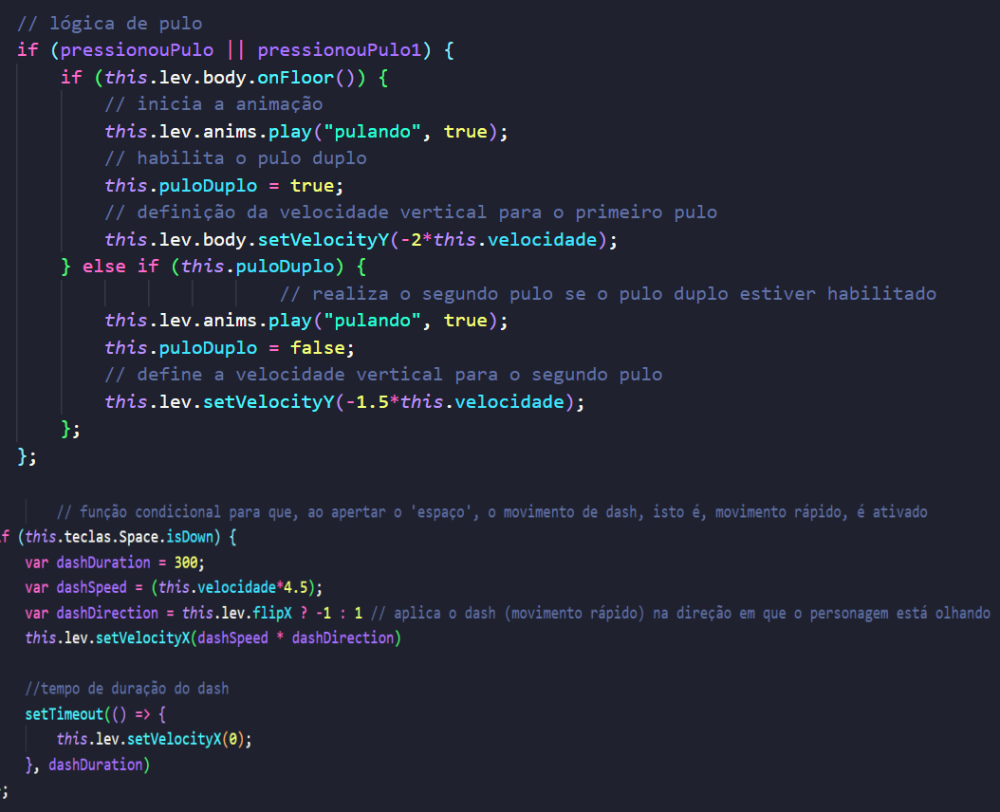 // lógica de pulo
if (pressionouPulo || pressionouPulo1) {
if (this.lev.body.onFloor()) {
// inicia a animação
this.lev.anims.play("pulando", true);
// habilita o pulo duplo
this.puloDuplo = true;
// definição da velocidade vertical para o primeiro pulo
this.lev.body.setVelocityY(-2*this.velocidade);
} else if (this.puloDuplo) {
// realiza o segundo pulo se o pulo duplo estiver habilitado
this.lev.anims.play("pulando", true);
this.puloDuplo = false;
// define a velocidade vertical para o segundo pulo
this.lev.setVelocityY(-1.5*this.velocidade);
};
};
// função condicional para que, ao apertar o 'espaço', o movimento de dash, isto é, movimento rápido, é ativado
f (this.teclas.Space.isDown) {
var dashDuration = 300;
var dashSpeed = (this.velocidade*4.5);
var dashDirection = this.lev.flipX ? -1 : 1 // aplica o dash (movimento rápido) na direção em que o personagem está olhando
this.lev.setVelocityX(dashSpeed * dashDirection)
//tempo de duração do dash
setTimeout(() => {
this.lev.setVelocityX(0);
}, dashDuration)
;